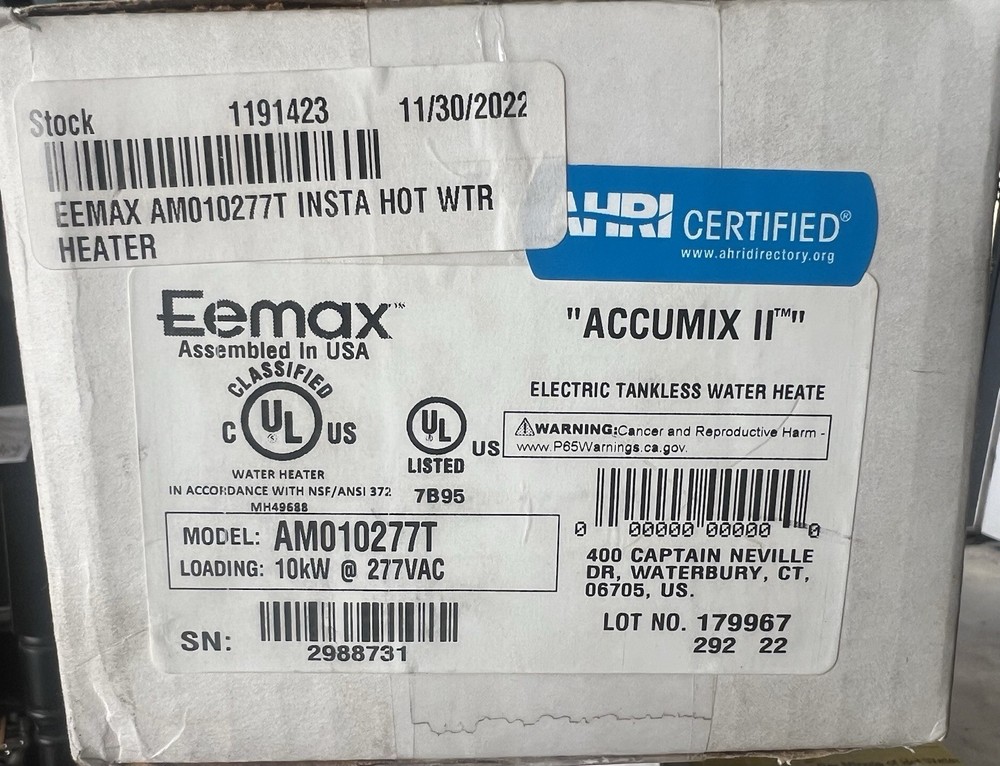 Stock 1191423 11/30/2022
EEMAX AM010277T INSTA HOT WTR
HEATER
AHRI CERTIFIED®
www.ahridirectory.org
Eemax™
Assembled In USA
"ACCUMIX II™"
ELECTRIC TANKLESS WATER HEATE
CLASSIFIED
C UL US
UL US
LISTED
7B95
WATER HEATER
IN ACCORDANCE WITH NSF/ANSI 372
MH49688
WARNING:Cancer and Reproductive Harm -
www.P65Warnings.ca.gov.
0 00000 00000 0
MODEL: AM010277T
LOADING: 10kW @ 277VAC
400 CAPTAIN NEVILLE
DR, WATERBURY, CT,
06705, US.
SN: 2988731
LOT NO. 179967
292 22